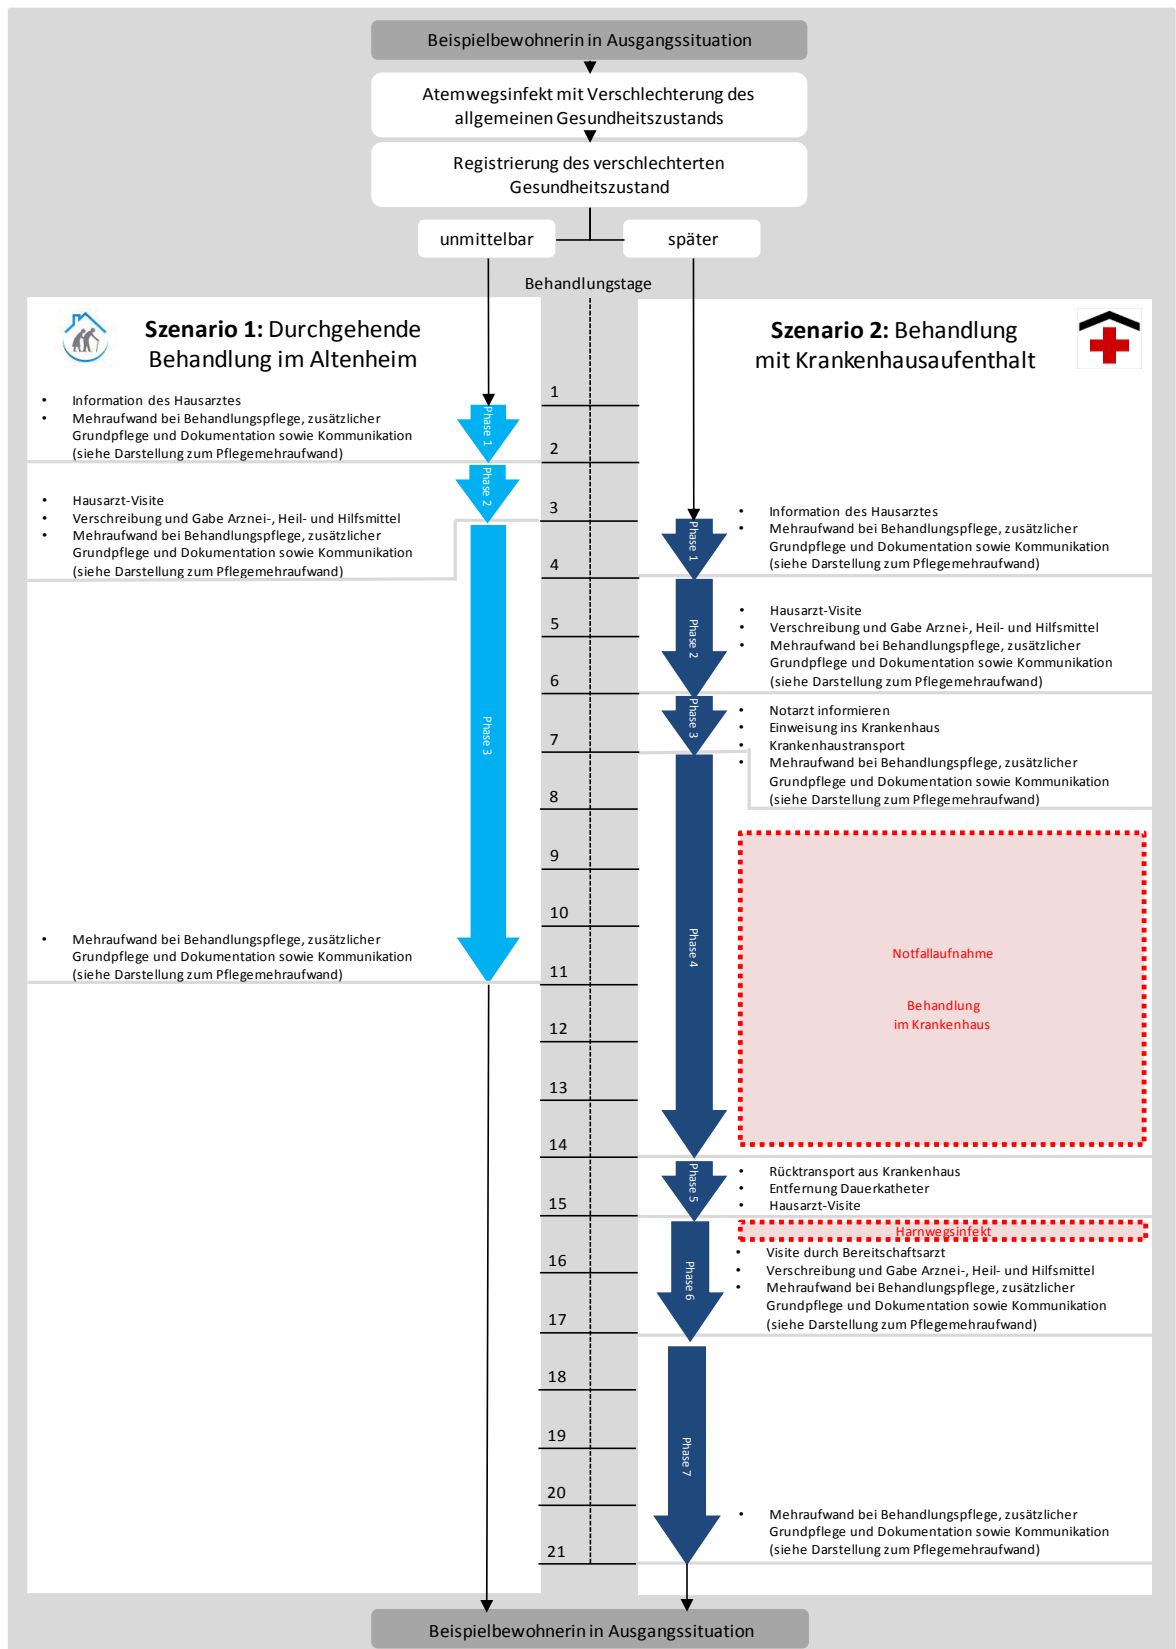 Beispielbewohnerin in Ausgangssituation
Atemwegsinfekt mit Verschlechterung des
allgemeinen Gesundheitszustands
Registrierung des verschlechterten
Gesundheitszustand
unmittelbar
später
Behandlungstage
Szenario 1: Durchgehende
Behandlung im Altenheim
• Information des Hausarztes
• Mehraufwand bei Behandlungspflege, zusätzlicher
Grundpflege und Dokumentation sowie Kommunikation
(siehe Darstellung zum Pflegemehraufwand)
Phase 1
• Hausarzt-Visite
• Verschreibung und Gabe Arznei-, Heil- und Hilfsmittel
• Mehraufwand bei Behandlungspflege, zusätzlicher
Grundpflege und Dokumentation sowie Kommunikation
(siehe Darstellung zum Pflegemehraufwand)
Phase 2
Phase 3
• Mehraufwand bei Behandlungspflege, zusätzlicher
Grundpflege und Dokumentation sowie Kommunikation
(siehe Darstellung zum Pflegemehraufwand)
1
2
3
4
5
6
7
8
9
10
11
12
13
14
15
16
17
18
19
20
21
Szenario 2: Behandlung
mit Krankenhausaufenthalt
Phase 1
• Information des Hausarztes
• Mehraufwand bei Behandlungspflege, zusätzlicher
Grundpflege und Dokumentation sowie Kommunikation
(siehe Darstellung zum Pflegemehraufwand)
Phase 2
• Hausarzt-Visite
• Verschreibung und Gabe Arznei-, Heil- und Hilfsmittel
• Mehraufwand bei Behandlungspflege, zusätzlicher
Grundpflege und Dokumentation sowie Kommunikation
(siehe Darstellung zum Pflegemehraufwand)
Phase 3
• Notarzt informieren
• Einweisung ins Krankenhaus
• Krankenhaustransport
• Mehraufwand bei Behandlungspflege, zusätzlicher
Grundpflege und Dokumentation sowie Kommunikation
(siehe Darstellung zum Pflegemehraufwand)
Phase 4
Notfallaufnahme
Behandlung
im Krankenhaus
Phase 5
• Rücktransport aus Krankenhaus
• Entfernung Dauerkatheter
• Hausarzt-Visite
Harnwegsinfekt
Phase 6
• Visite durch Bereitschaftsarzt
• Verschreibung und Gabe Arznei-, Heil- und Hilfsmittel
• Mehraufwand bei Behandlungspflege, zusätzlicher
Grundpflege und Dokumentation sowie Kommunikation
(siehe Darstellung zum Pflegemehraufwand)
Phase 7
• Mehraufwand bei Behandlungspflege, zusätzlicher
Grundpflege und Dokumentation sowie Kommunikation
(siehe Darstellung zum Pflegemehraufwand)
Beispielbewohnerin in Ausgangssituation